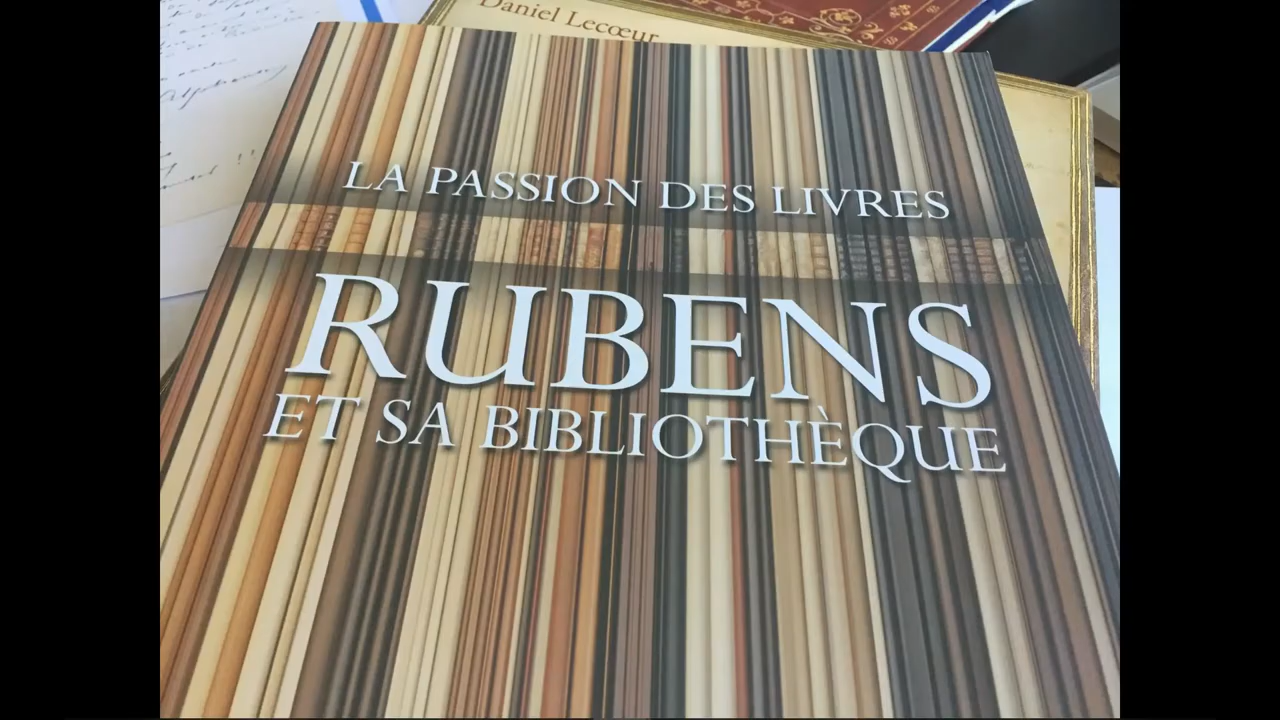 Daniel Lecœur
LA PASSION DES LIVRES
RUBENS
ET SA BIBLIOTHÈQUE